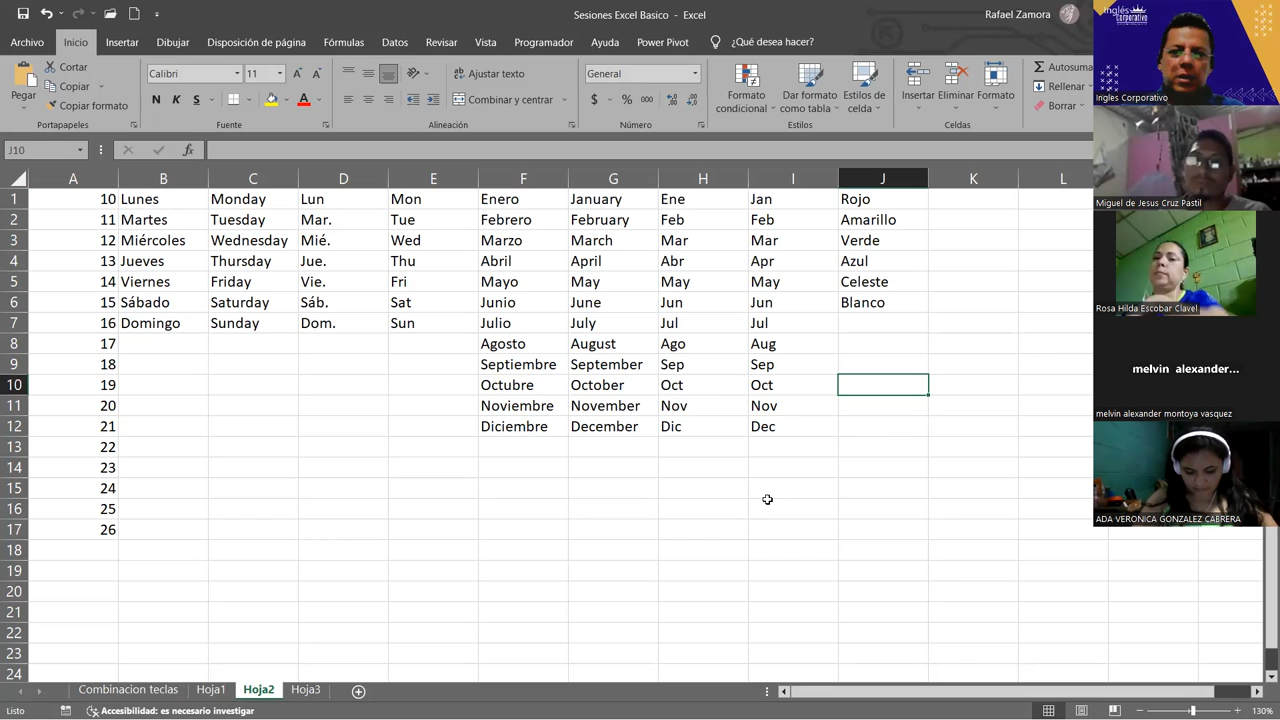 Sesiones Excel Basico - Excel
Rafael Zamora
Archivo Inicio Insertar Dibujar Disposición de página Fórmulas Datos Revisar Vista Programador Ayuda Power Pivot ¿Qué desea hacer?
Pegar
Cortar
Copiar
Copiar formato
Portapapeles
Calibri 11
N K S
Fuente
Ajustar texto
Combinar y centrar
Alineación
General
$ % 000
Número
Formato condicional
Dar formato como tabla
Estilos de celda
Estilos
Insertar Eliminar Formato
Celdas
Autosuma
Rellenar
Borrar
J10
fx
A B C D E F G H I J K L
1 10 Lunes Monday Lun Mon Enero January Ene Jan Rojo
2 11 Martes Tuesday Mar. Tue Febrero February Feb Feb Amarillo
3 12 Miércoles Wednesday Mié. Wed Marzo March Mar Mar Verde
4 13 Jueves Thursday Jue. Thu Abril April Abr Apr Azul
5 14 Viernes Friday Vie. Fri Mayo May May May Celeste
6 15 Sábado Saturday Sáb. Sat Junio June Jun Jun Blanco
7 16 Domingo Sunday Dom. Sun Julio July Jul Jul
8 17 Agosto August Ago Aug
9 18 Septiembre September Sep Sep
10 19 Octubre October Oct Oct
11 20 Noviembre November Nov Nov
12 21 Diciembre December Dic Dec
13 22
14 23
15 24
16 25
17 26
18
19
20
21
22
23
24
Combinacion teclas Hoja1 Hoja2 Hoja3
Listo
Accesibilidad: es necesario investigar
130%
Inglés
Corporativo
Ingles Corporativo
Miguel de Jesus Cruz Pastil
Rosa Hilda Escobar Clavel
melvin alexander...
melvin alexander montoya vasquez
ADA VERONICA GONZALEZ CABRERA